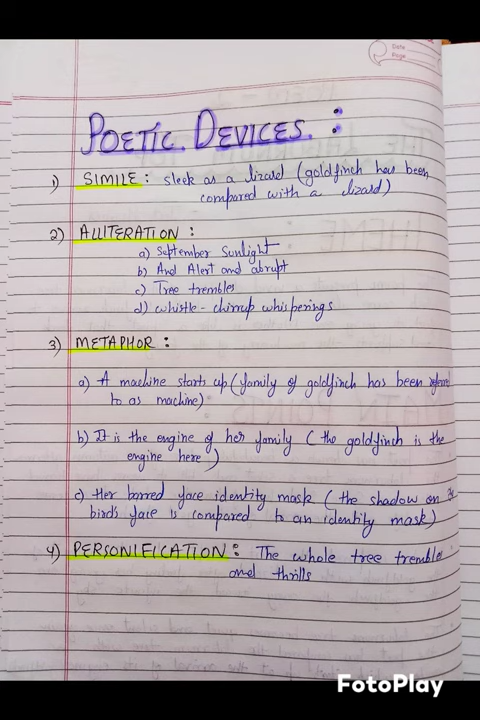 Date
Page
POETIC DEVICES :
1) SIMILE : sleek as a lizard (goldfinch has been
compared with a lizard)
2) ALLITERATION :
a) September Sunlight
b) And Alert and abrupt
c) Tree trembles
d) whistle - chirrup whisperings
3) METAPHOR :
a) A machine starts up (family of goldfinch has been referred
to as machine)
b) It is the engine of her family (the goldfinch is the
engine here)
c) Her barred face identity mask (the shadow on the
bird's face is compared to an identity mask)
4) PERSONIFICATION : The whole tree trembles
and thrills
FotoPlay